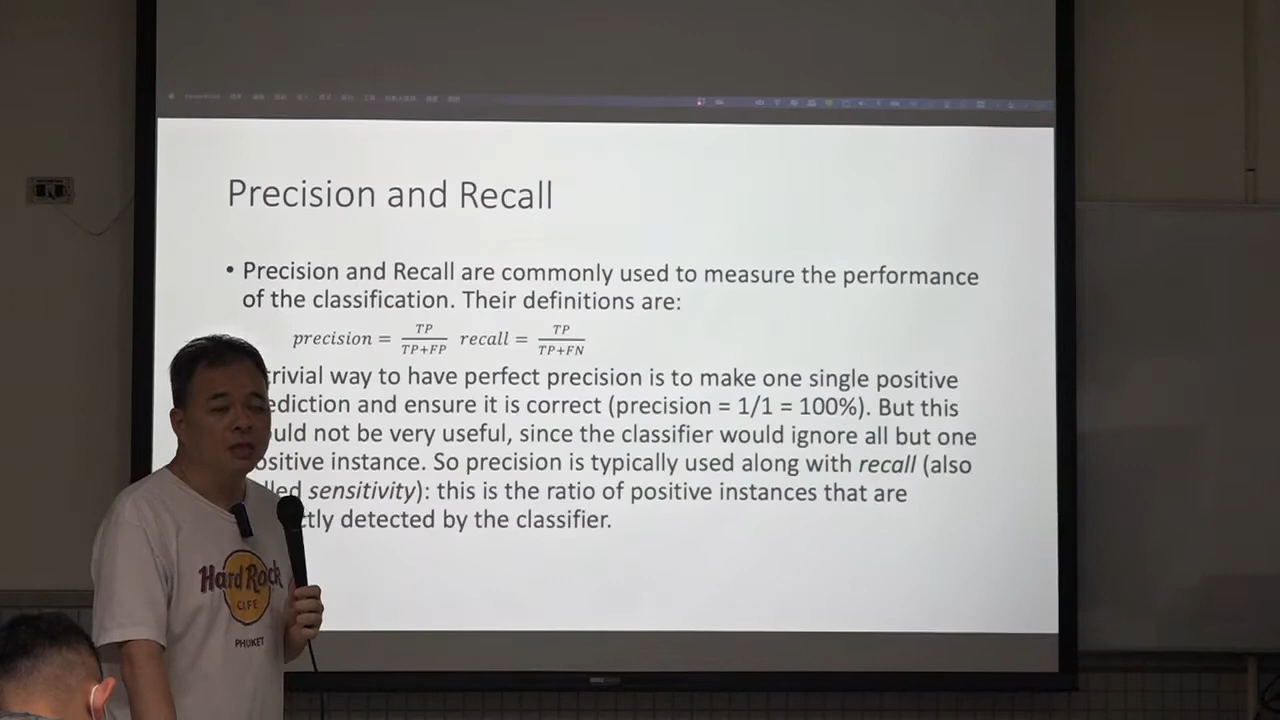 Precision and Recall
• Precision and Recall are commonly used to measure the performance
of the classification. Their definitions are:
precision = TP/TP+FP recall = TP/TP+FN
trivial way to have perfect precision is to make one single positive
ediction and ensure it is correct (precision = 1/1 = 100%). But this
uld not be very useful, since the classifier would ignore all but one
ositive instance. So precision is typically used along with recall (also
lled sensitivity): this is the ratio of positive instances that are
ctly detected by the classifier.
Hard Rock
CAFE
PHUKET